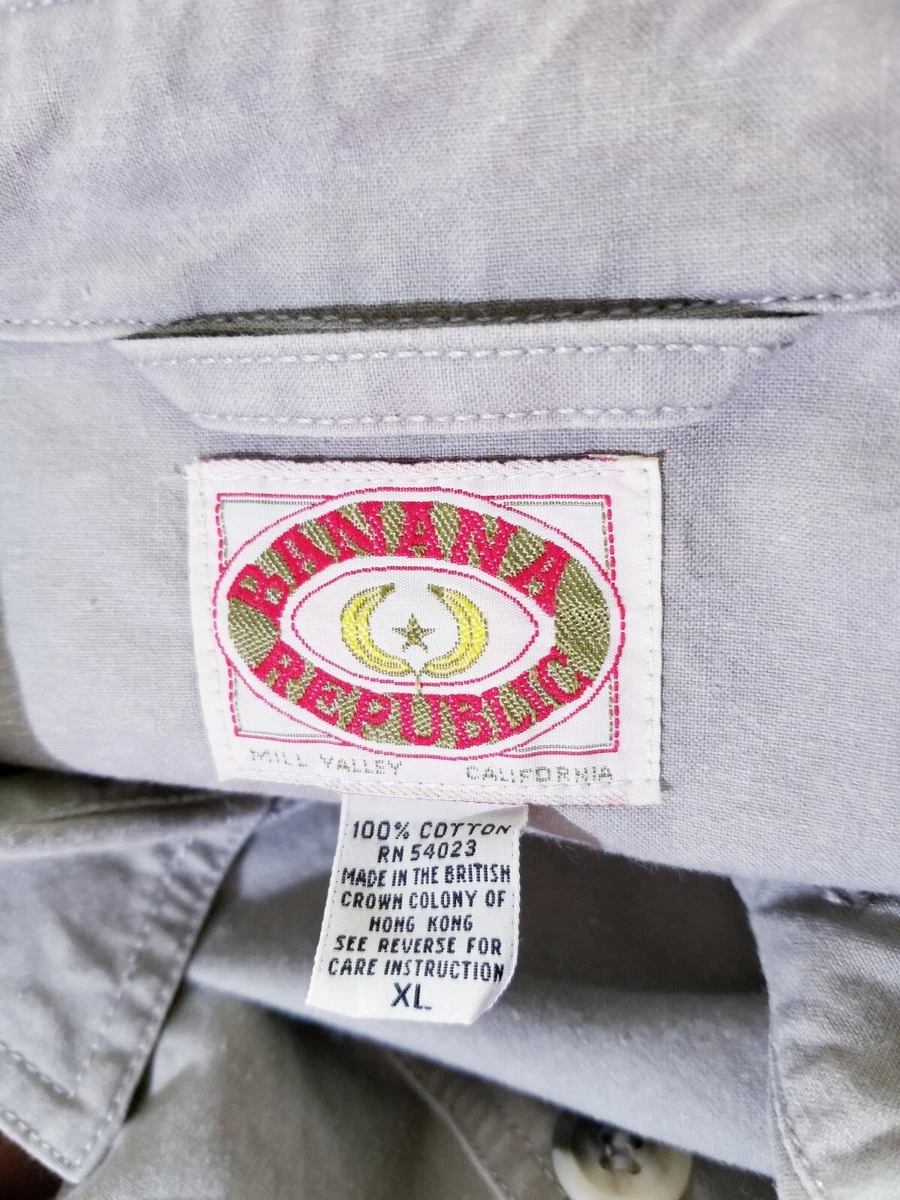 BANANA
REPUBLIC
MILL VALLEY CALIFORNIA
100% COTTON
RN 54023
MADE IN THE BRITISH
CROWN COLONY OF
HONG KONG
SEE REVERSE FOR
CARE INSTRUCTION
XL